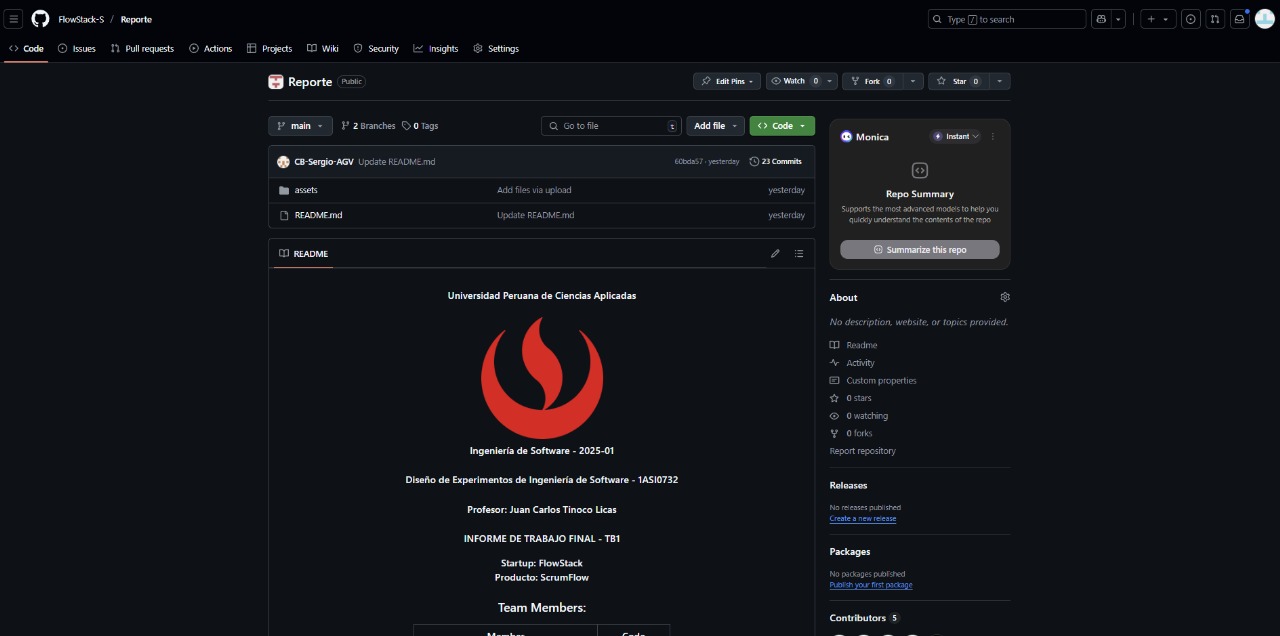 FlowStack-S / Reporte
Type / to search
Code Issues Pull requests Actions Projects Wiki Security Insights Settings
Reporte Public
Edit Pins Watch 0 Fork 0 Star 0
main 2 Branches 0 Tags Go to file t Add file Code
CB-Sergio-AGV Update README.md 60bda57 · yesterday 23 Commits
assets Add files via upload yesterday
README.md Update README.md yesterday
README
Universidad Peruana de Ciencias Aplicadas
Ingeniería de Software - 2025-01
Diseño de Experimentos de Ingeniería de Software - 1ASI0732
Profesor: Juan Carlos Tinoco Licas
INFORME DE TRABAJO FINAL - TB1
Startup: FlowStack
Producto: ScrumFlow
Team Members:
Membre Code
Monica Instant
Repo Summary
Supports the most advanced models to help you
quickly understand the contents of the repo
Summarize this repo
About
No description, website, or topics provided.
Readme
Activity
Custom properties
0 stars
0 watching
0 forks
Report repository
Releases
No releases published
Create a new release
Packages
No packages published
Publish your first package
Contributors 5